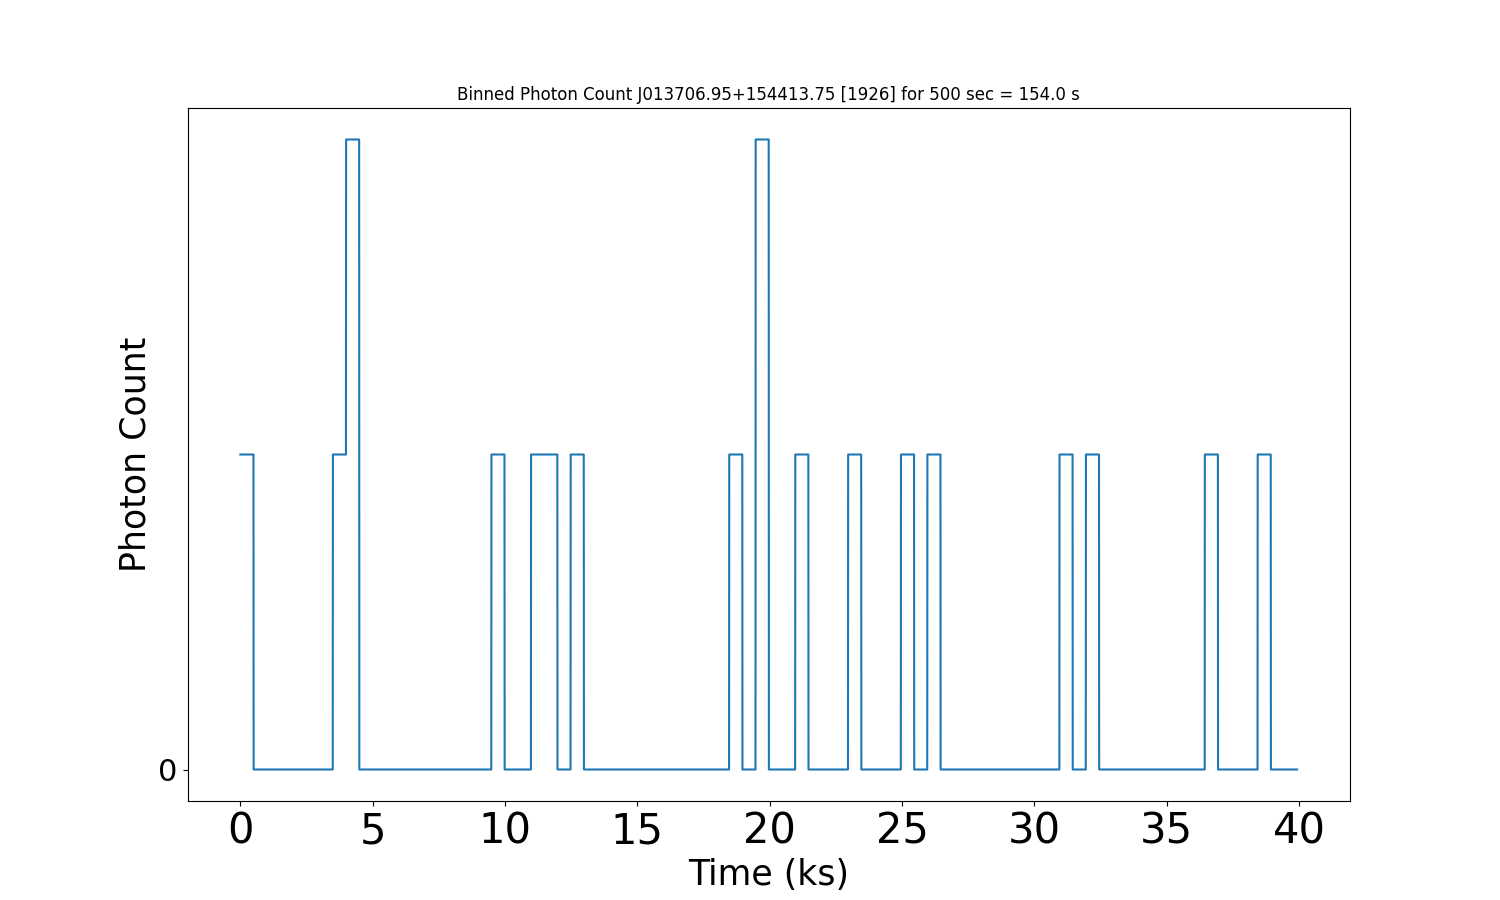 Binned Photon Count J013706.95+154413.75 [1926] for 500 sec = 154.0 s
Photon Count
0
0 5 10 15 20 25 30 35 40
Time (ks)